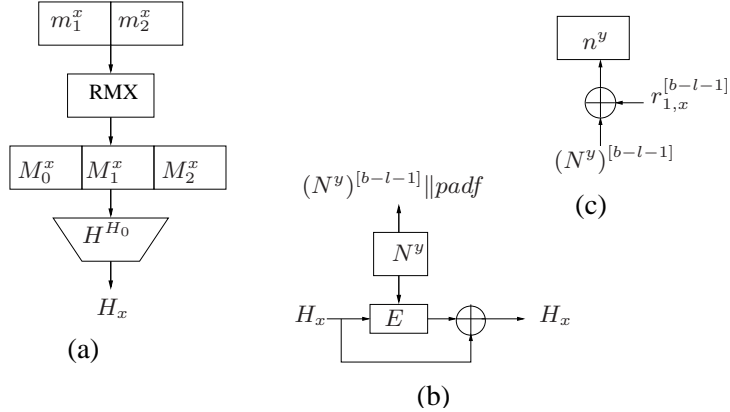 m_1^x m_2^x
RMX
M_0^x M_1^x M_2^x
H^{H_0}
H_x
(a)
(N^y)^{[b−l−1]}‖padf
N^y
H_x E H_x
(b)
n^y
r_{1,x}^{[b−l−1]}
(N^y)^{[b−l−1]}
(c)